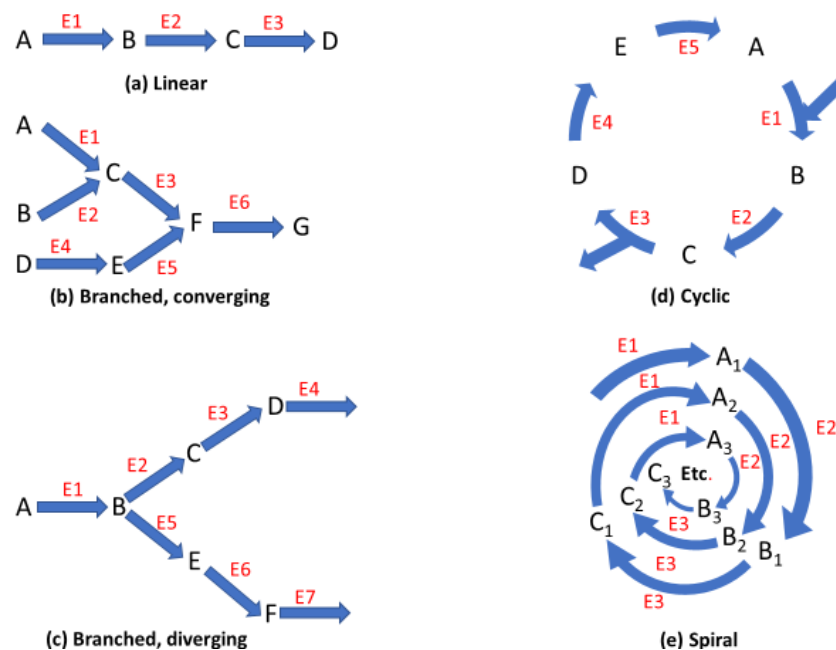 E1 E2 E3
A B C D
(a) Linear
A
E1
C
E3
B
E2
F
E6
G
E4
D
E
E5
(b) Branched, converging
D
E4
E3
C
E2
E1
A
B
E5
E
E6
F
E7
(c) Branched, diverging
E
E5
A
E4
E1
D
B
E3
E2
C
(d) Cyclic
E1
A1
E1
A2
E1
A3
E2
E2
E2
C3
Etc.
C2
B3
C1
E3
B2
B1
E3
E3
(e) Spiral